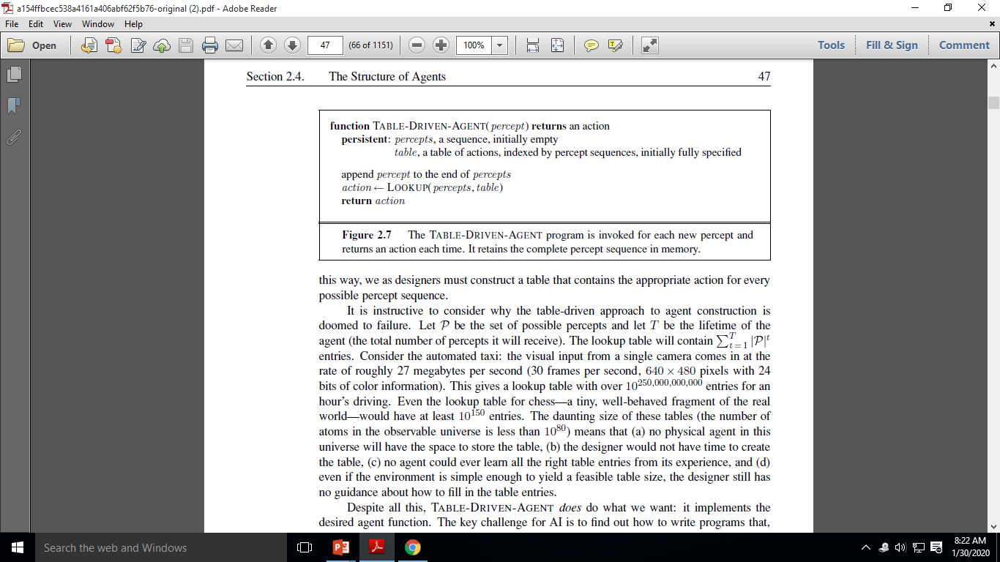 a154ffbcec538a4161a406abf62f5b76-original (2).pdf - Adobe Reader
File Edit View Window Help
Open 47 (66 of 1151) 100% Tools Fill & Sign Comment
Section 2.4. The Structure of Agents 47
function TABLE-DRIVEN-AGENT(percept) returns an action
persistent: percepts, a sequence, initially empty
table, a table of actions, indexed by percept sequences, initially fully specified
append percept to the end of percepts
action ← LOOKUP(percepts, table)
return action
Figure 2.7 The TABLE-DRIVEN-AGENT program is invoked for each new percept and
returns an action each time. It retains the complete percept sequence in memory.
this way, we as designers must construct a table that contains the appropriate action for every
possible percept sequence.
It is instructive to consider why the table-driven approach to agent construction is
doomed to failure. Let 𝒫 be the set of possible percepts and let T be the lifetime of the
agent (the total number of percepts it will receive). The lookup table will contain ∑ᵀₜ₌₁ |𝒫|ᵗ
entries. Consider the automated taxi: the visual input from a single camera comes in at the
rate of roughly 27 megabytes per second (30 frames per second, 640 × 480 pixels with 24
bits of color information). This gives a lookup table with over 10^250,000,000,000 entries for an
hour's driving. Even the lookup table for chess—a tiny, well-behaved fragment of the real
world—would have at least 10^150 entries. The daunting size of these tables (the number of
atoms in the observable universe is less than 10^80) means that (a) no physical agent in this
universe will have the space to store the table, (b) the designer would not have time to create
the table, (c) no agent could ever learn all the right table entries from its experience, and (d)
even if the environment is simple enough to yield a feasible table size, the designer still has
no guidance about how to fill in the table entries.
Despite all this, TABLE-DRIVEN-AGENT does do what we want: it implements the
desired agent function. The key challenge for AI is to find out how to write programs that,
Search the web and Windows
8:22 AM
1/30/2020